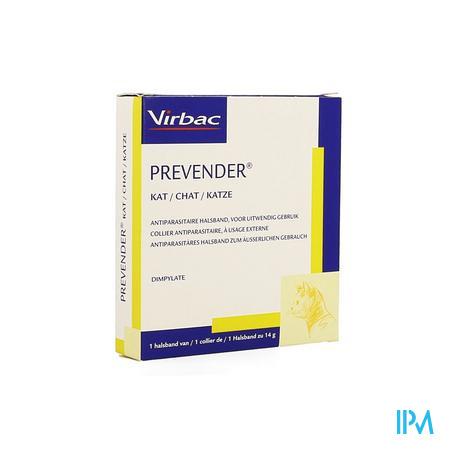 Virbac
PREVENDER®
KAT / CHAT / KATZE
ANTIPARASITAIRE HALSBAND, VOOR UITWENDIG GEBRUIK
COLLIER ANTIPARASITAIRE, À USAGE EXTERNE
ANTIPARASITÄRES HALSBAND ZUM ÄUSSERLICHEN GEBRAUCH
DIMPYLATE
1 halsband van / 1 collier de / 1 Halsband zu 14 g
PREVENDER® KAT / CHAT / KATZE
IPM